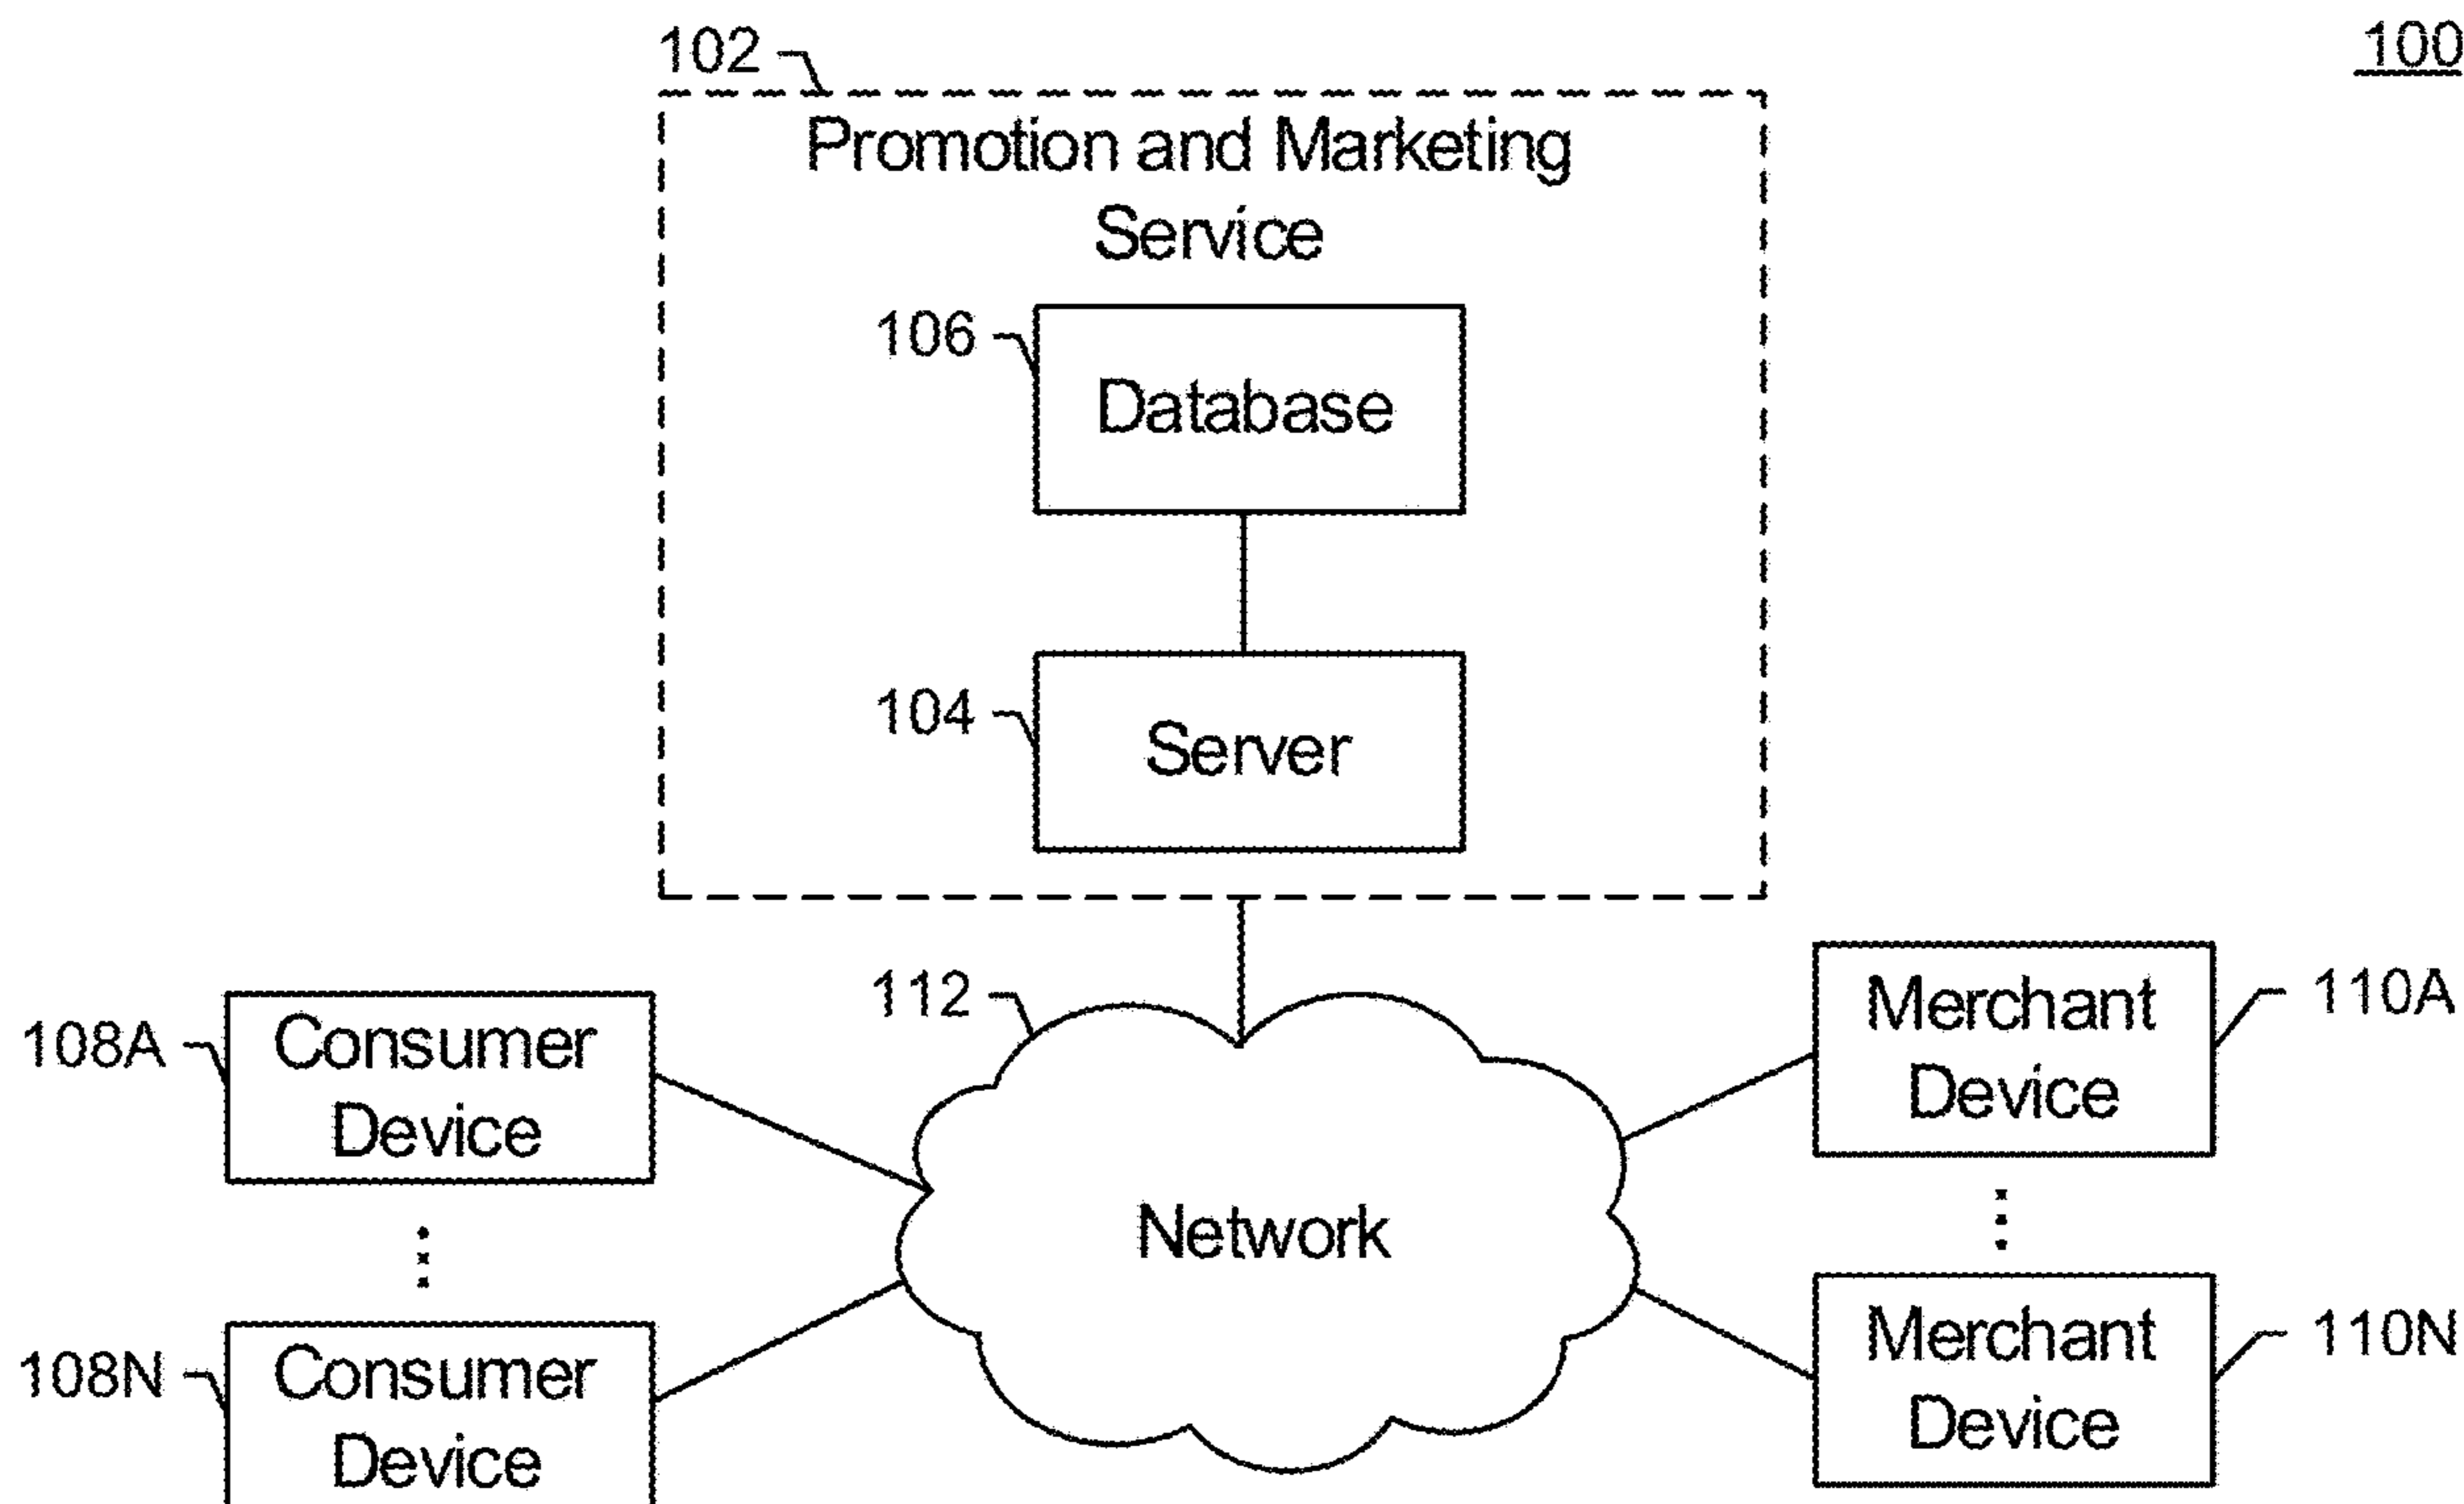 100
102
Promotion and Marketing
Service
106
Database
104
Server
112
108A
Consumer
Device
108N
Consumer
Device
Network
Merchant
Device
110A
Merchant
Device
110N